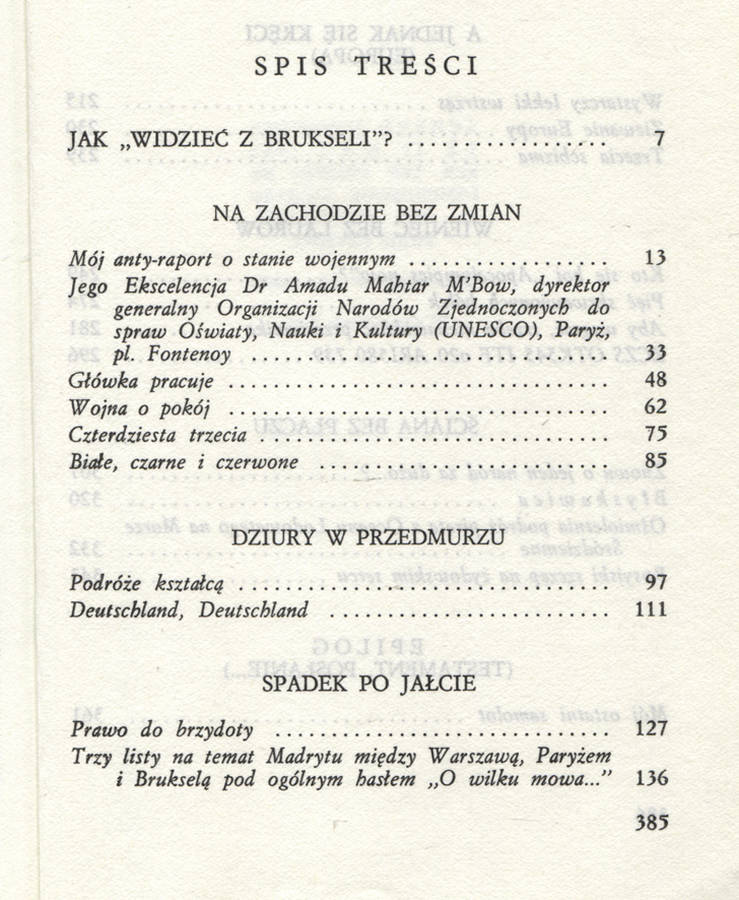 SPIS TREŚCI
JAK „WIDZIEĆ Z BRUKSELI”? .................. 7
NA ZACHODZIE BEZ ZMIAN
Mój anty-raport o stanie wojennym .................. 13
Jego Ekscelencja Dr Amadu Mahtar M'Bow, dyrektor
generalny Organizacji Narodów Zjednoczonych do
spraw Oświaty, Nauki i Kultury (UNESCO), Paryż,
pl. Fontenoy .................. 33
Główka pracuje .................. 48
Wojna o pokój .................. 62
Czterdziesta trzecia .................. 75
Białe, czarne i czerwone .................. 85
DZIURY W PRZEDMURZU
Podróże kształcą .................. 97
Deutschland, Deutschland .................. 111
SPADEK PO JAŁCIE
Prawo do brzydoty .................. 127
Trzy listy na temat Madrytu między Warszawą, Paryżem
i Brukselą pod ogólnym hasłem „O wilku mowa...” 136
385